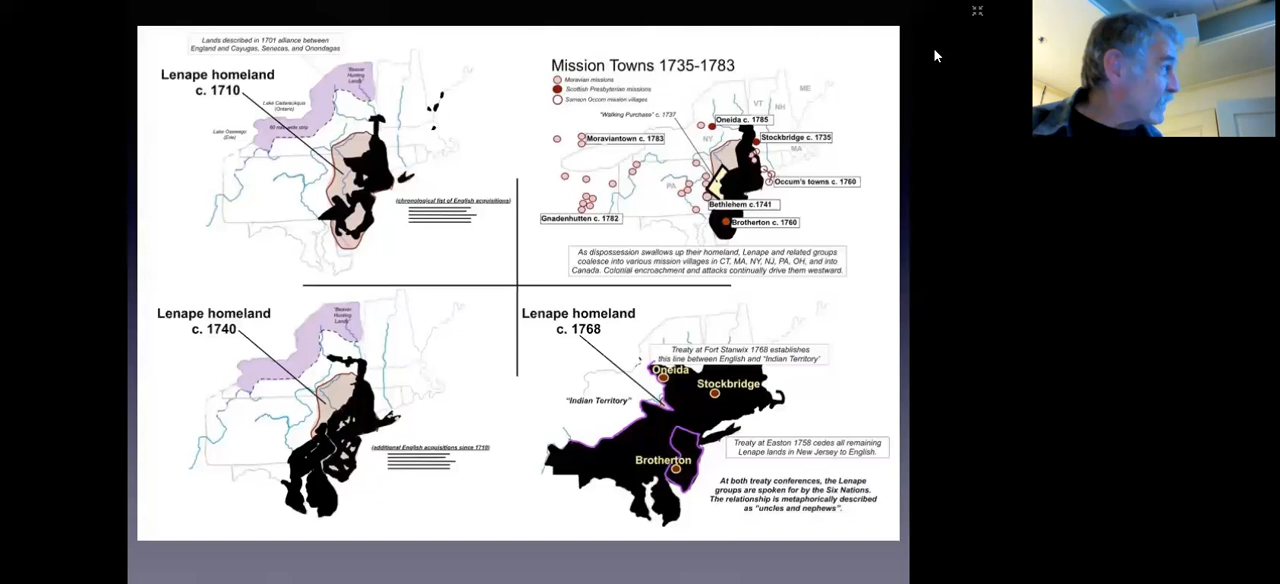 Lands described in 1701 alliance between
England and Cayugas, Senecas, and Onondagas
Lenape homeland
c. 1710
"Beaver
Hunting
Lands"
Lake Cadaracklquis
(Ontario)
60 mile wide strip
Lake Oswego
(Erie)
(chronological list of English acquisitions)
Mission Towns 1735-1783
Moravian missions
Scottish Presbyterian missions
Samson Occom mission villages
"Walking Purchase" c. 1737
ME
VT
NH
NY
MA
PA
Oneida c. 1785
Stockbridge c. 1735
Moraviantown c. 1783
Occum's towns c. 1760
Bethlehem c.1741
Gnadenhutten c. 1782
Brotherton c. 1760
As dispossession swallows up their homeland, Lenape and related groups
coalesce into various mission villages in CT, MA, NY, NJ, PA, OH, and into
Canada. Colonial encroachment and attacks continually drive them westward.
Lenape homeland
c. 1740
"Beaver
Hunting
Lands"
(additional English acquisitions since 1710)
Lenape homeland
c. 1768
Treaty at Fort Stanwix 1768 establishes
this line between English and "Indian Territory"
Oneida
Stockbridge
"Indian Territory"
Treaty at Easton 1758 cedes all remaining
Lenape lands in New Jersey to English.
Brotherton
At both treaty conferences, the Lenape
groups are spoken for by the Six Nations.
The relationship is metaphorically described
as "uncles and nephews".